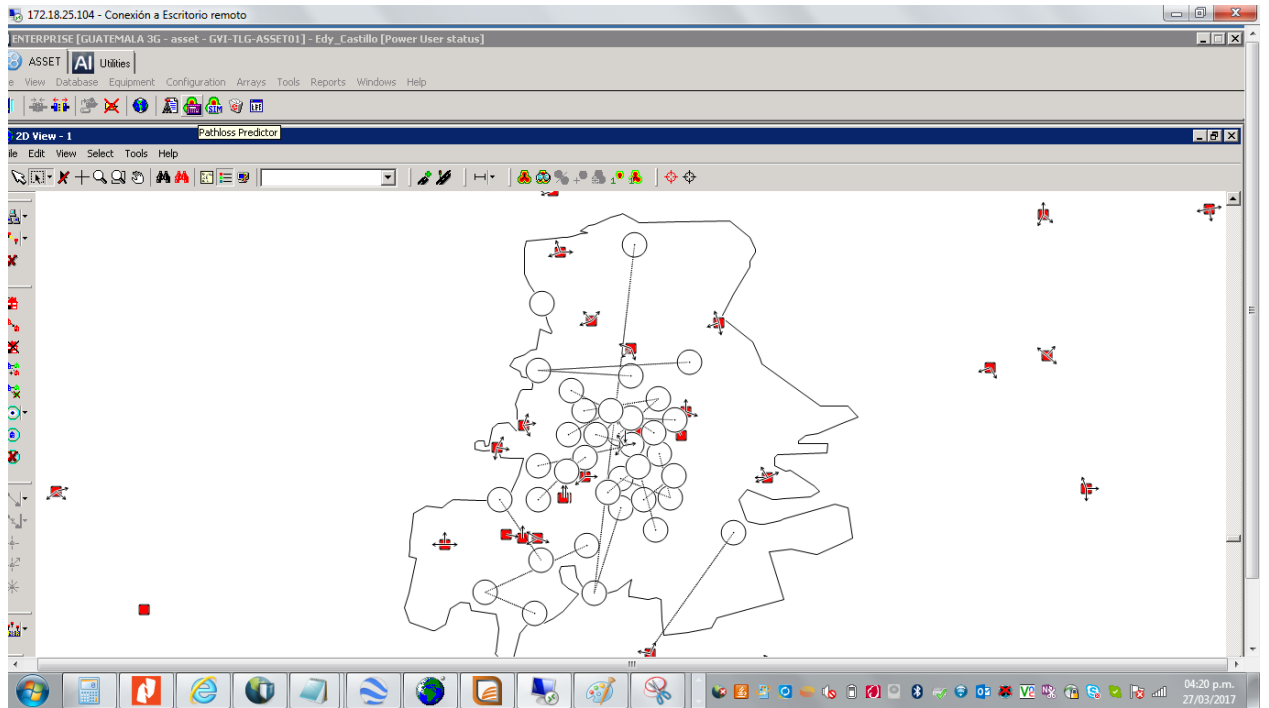 172.18.25.104 - Conexión a Escritorio remoto
ENTERPRISE [GUATEMALA 3G - asset - GVI-TLG-ASSET01] - Edy_Castillo [Power User status]
ASSET AI Utilities
View Database Equipment Configuration Arrays Tools Reports Windows Help
SIM LFE
Pathloss Predictor
2D View - 1
ile Edit View Select Tools Help
04:20 p.m.
27/03/2017